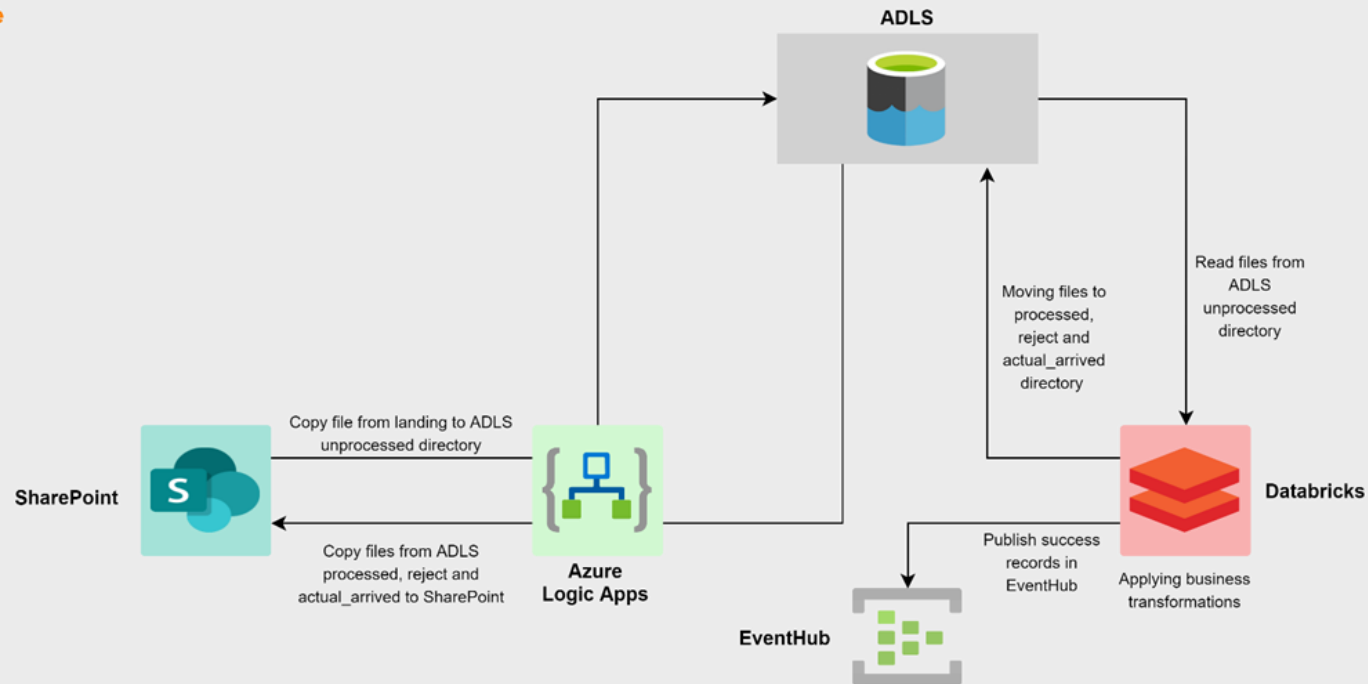 e
ADLS
Read files from
ADLS
unprocessed
directory
Moving files to
processed,
reject and
actual_arrived
directory
Copy file from landing to ADLS
unprocessed directory
S
SharePoint
Databricks
Copy files from ADLS
processed, reject and
actual_arrived to SharePoint
Azure
Logic Apps
Publish success
records in
EventHub
Applying business
transformations
EventHub